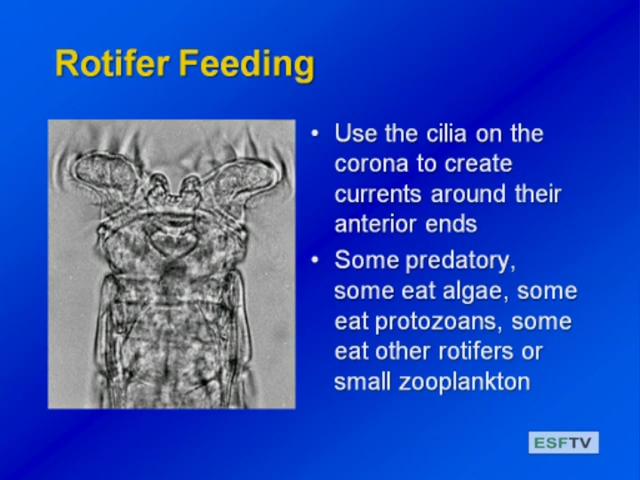 Rotifer Feeding
• Use the cilia on the
corona to create
currents around their
anterior ends
• Some predatory,
some eat algae, some
eat protozoans, some
eat other rotifers or
small zooplankton
ESFTV